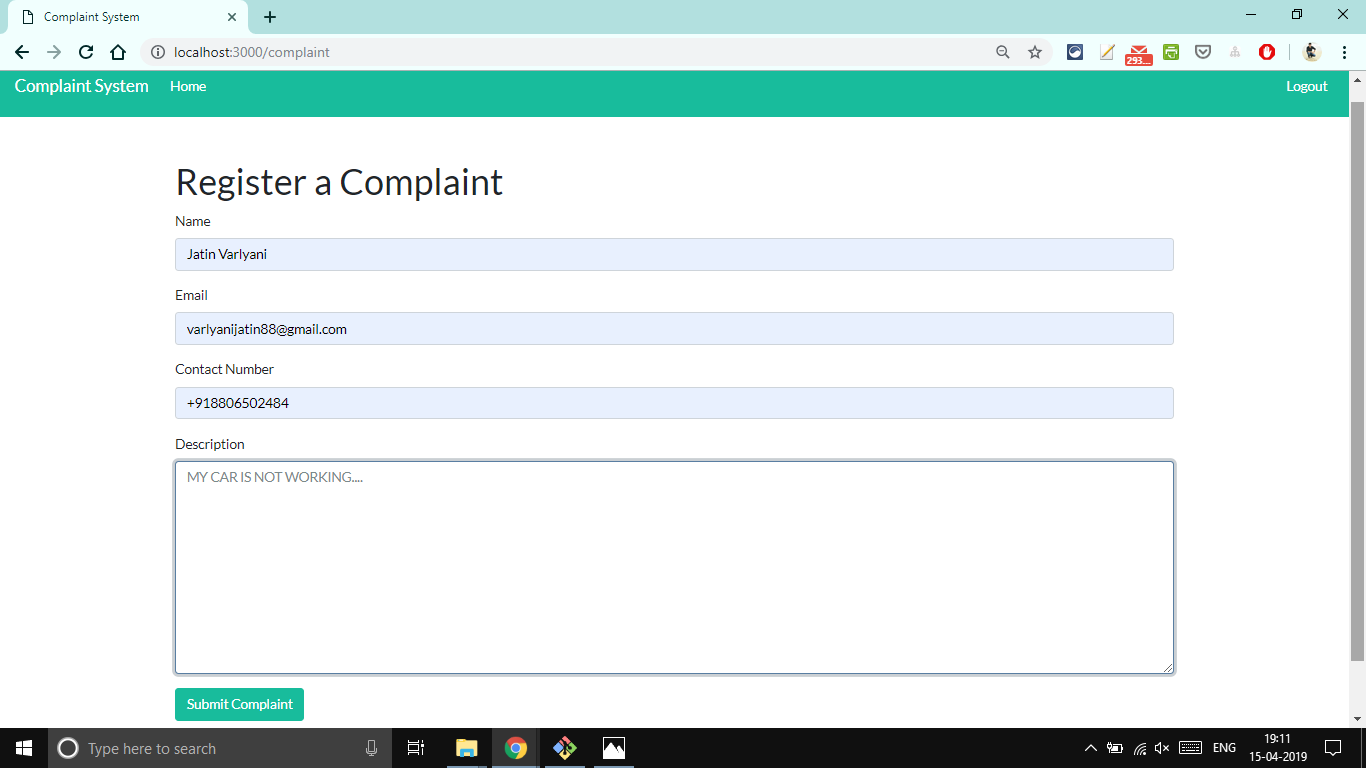 Complaint System
localhost:3000/complaint
293...
Complaint System Home Logout
Register a Complaint
Name
Jatin Varlyani
Email
varlyanijatin88@gmail.com
Contact Number
+918806502484
Description
MY CAR IS NOT WORKING....
Submit Complaint
Type here to search
ENG
19:11
15-04-2019